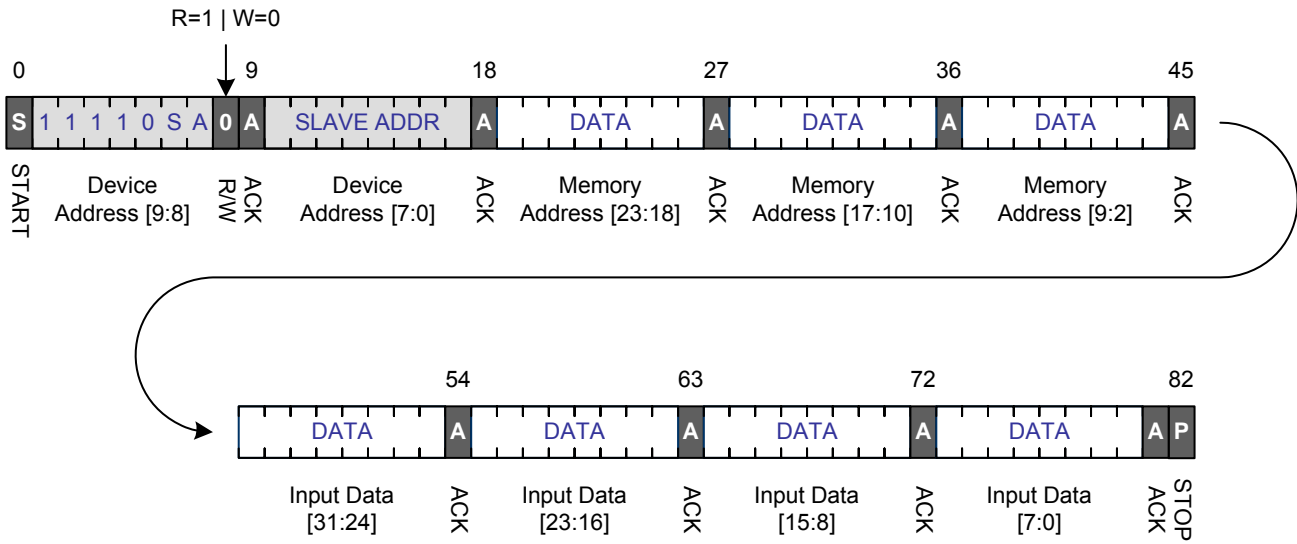 R=1 | W=0
0 9 18 27 36 45
S 1 1 1 1 0 S A 0 A SLAVE ADDR A DATA A DATA A DATA A
START
Device
Address [9:8]
R/W
ACK
Device
Address [7:0]
ACK
Memory
Address [23:18]
ACK
Memory
Address [17:10]
ACK
Memory
Address [9:2]
ACK
54 63 72 82
DATA A DATA A DATA A DATA A P
Input Data
[31:24]
ACK
Input Data
[23:16]
ACK
Input Data
[15:8]
ACK
Input Data
[7:0]
ACK
STOP